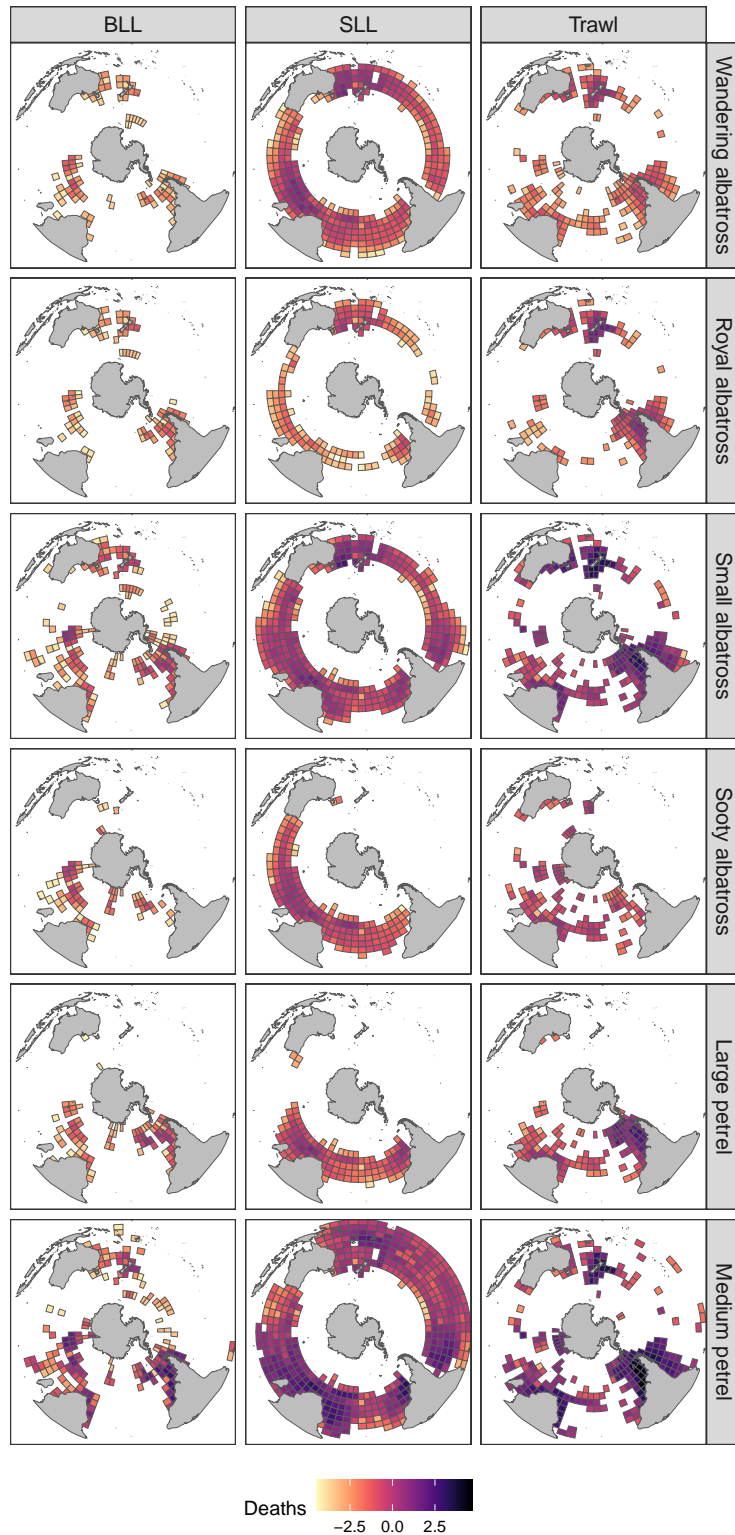 BLL
SLL
Trawl
Wandering albatross
Royal albatross
Small albatross
Sooty albatross
Large petrel
Medium petrel
Deaths
−2.5 0.0 2.5